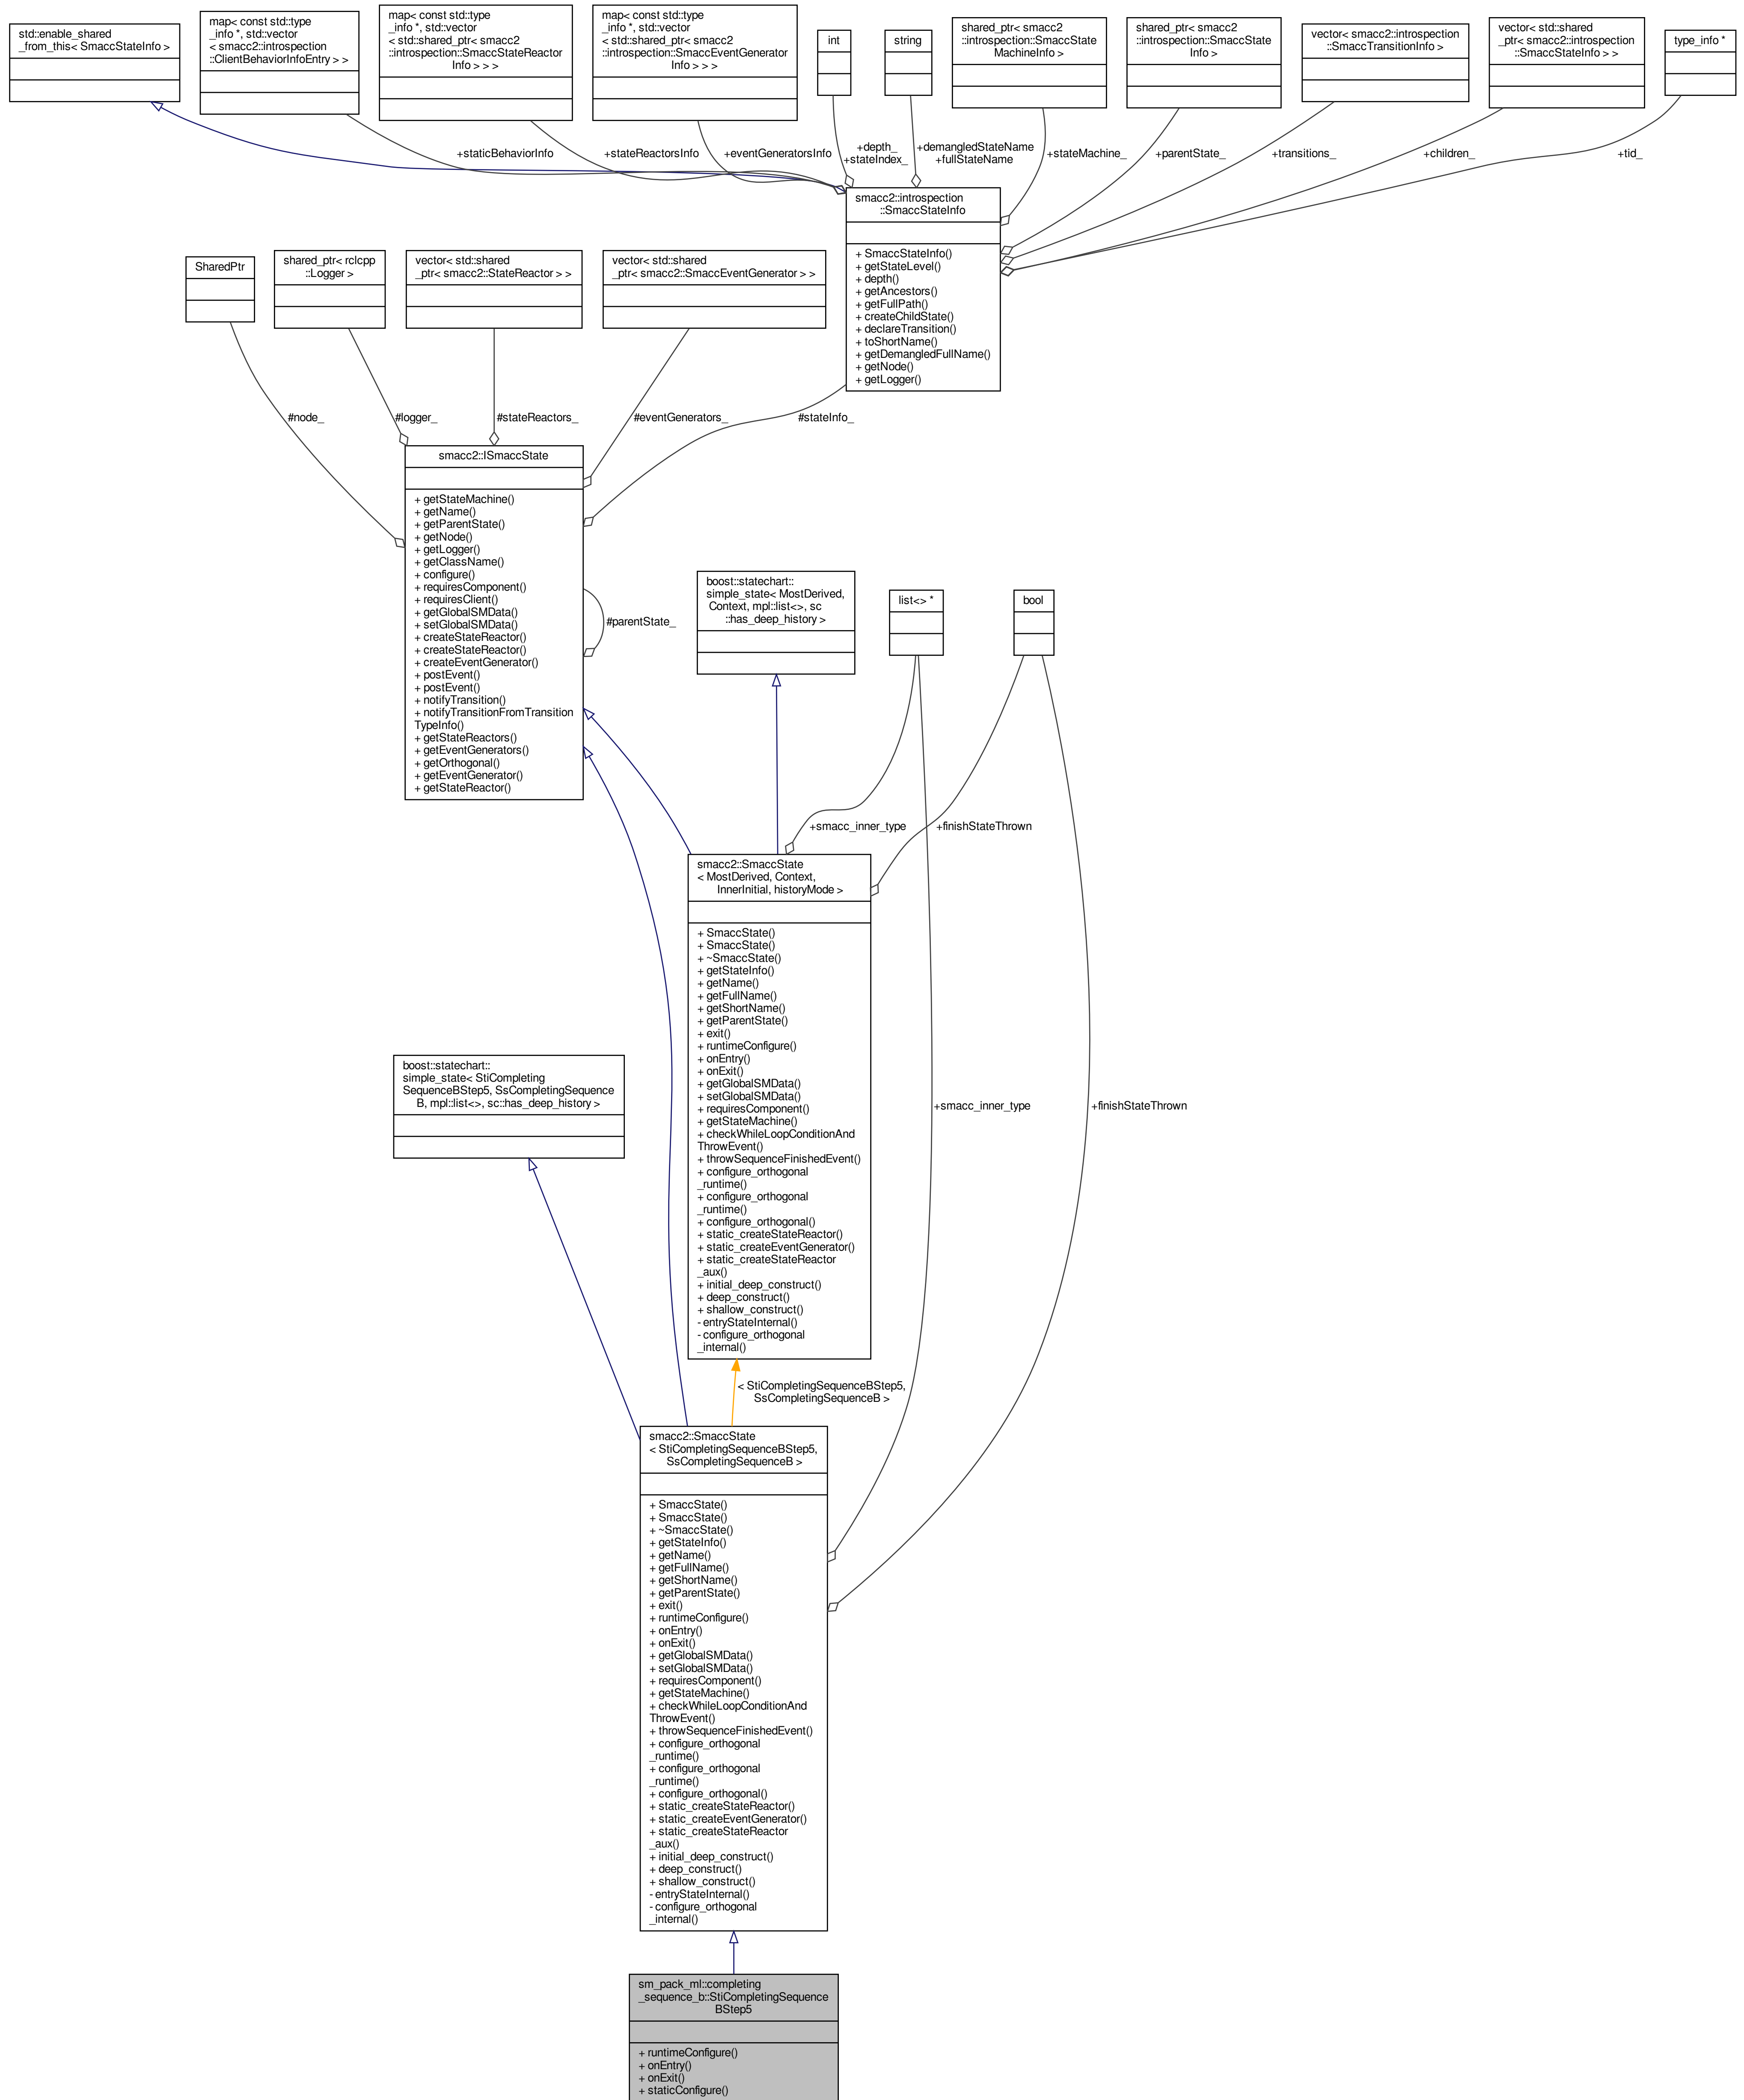 std::enable_shared
_from_this< SmaccStateInfo >
map< const std::type
_info *, std::vector
< smacc2::introspection
::ClientBehaviorInfoEntry > >
map< const std::type
_info *, std::vector
< std::shared_ptr< smacc2
::introspection::SmaccStateReactor
Info > > >
map< const std::type
_info *, std::vector
< std::shared_ptr< smacc2
::introspection::SmaccEventGenerator
Info > > >
int
string
shared_ptr< smacc2
::introspection::SmaccState
MachineInfo >
shared_ptr< smacc2
::introspection::SmaccState
Info >
vector< smacc2::introspection
::SmaccTransitionInfo >
vector< std::shared
_ptr< smacc2::introspection
::SmaccStateInfo > >
type_info *
+staticBehaviorInfo
+stateReactorsInfo
+eventGeneratorsInfo
+depth_
+stateIndex_
+demangledStateName
+fullStateName
+stateMachine_
+parentState_
+transitions_
+children_
+tid_
smacc2::introspection
::SmaccStateInfo
+ SmaccStateInfo()
+ getStateLevel()
+ depth()
+ getAncestors()
+ getFullPath()
+ createChildState()
+ declareTransition()
+ toShortName()
+ getDemangledFullName()
+ getNode()
+ getLogger()
SharedPtr
shared_ptr< rclcpp
::Logger >
vector< std::shared
_ptr< smacc2::StateReactor > >
vector< std::shared
_ptr< smacc2::SmaccEventGenerator > >
#node_
#logger_
#stateReactors_
#eventGenerators_
#stateInfo_
smacc2::ISmaccState
+ getStateMachine()
+ getName()
+ getParentState()
+ getNode()
+ getLogger()
+ getClassName()
+ configure()
+ requiresComponent()
+ requiresClient()
+ getGlobalSMData()
+ setGlobalSMData()
+ createStateReactor()
+ createStateReactor()
+ createEventGenerator()
+ postEvent()
+ postEvent()
+ notifyTransition()
+ notifyTransitionFromTransition
TypeInfo()
+ getStateReactors()
+ getEventGenerators()
+ getOrthogonal()
+ getEventGenerator()
+ getStateReactor()
#parentState_
boost::statechart::
simple_state< MostDerived,
Context, mpl::list<>, sc
::has_deep_history >
list<> *
bool
+smacc_inner_type
+finishStateThrown
smacc2::SmaccState
< MostDerived, Context,
InnerInitial, historyMode >
+ SmaccState()
+ SmaccState()
+ ~SmaccState()
+ getStateInfo()
+ getName()
+ getFullName()
+ getShortName()
+ getParentState()
+ exit()
+ runtimeConfigure()
+ onEntry()
+ onExit()
+ getGlobalSMData()
+ setGlobalSMData()
+ requiresComponent()
+ getStateMachine()
+ checkWhileLoopConditionAnd
ThrowEvent()
+ throwSequenceFinishedEvent()
+ configure_orthogonal
_runtime()
+ configure_orthogonal
_runtime()
+ configure_orthogonal()
+ static_createStateReactor()
+ static_createEventGenerator()
+ static_createStateReactor
_aux()
+ initial_deep_construct()
+ deep_construct()
+ shallow_construct()
- entryStateInternal()
- configure_orthogonal
_internal()
boost::statechart::
simple_state< StiCompleting
SequenceBStep5, SsCompletingSequence
B, mpl::list<>, sc::has_deep_history >
+smacc_inner_type
+finishStateThrown
< StiCompletingSequenceBStep5,
SsCompletingSequenceB >
smacc2::SmaccState
< StiCompletingSequenceBStep5,
SsCompletingSequenceB >
+ SmaccState()
+ SmaccState()
+ ~SmaccState()
+ getStateInfo()
+ getName()
+ getFullName()
+ getShortName()
+ getParentState()
+ exit()
+ runtimeConfigure()
+ onEntry()
+ onExit()
+ getGlobalSMData()
+ setGlobalSMData()
+ requiresComponent()
+ getStateMachine()
+ checkWhileLoopConditionAnd
ThrowEvent()
+ throwSequenceFinishedEvent()
+ configure_orthogonal
_runtime()
+ configure_orthogonal
_runtime()
+ configure_orthogonal()
+ static_createStateReactor()
+ static_createEventGenerator()
+ static_createStateReactor
_aux()
+ initial_deep_construct()
+ deep_construct()
+ shallow_construct()
- entryStateInternal()
- configure_orthogonal
_internal()
sm_pack_ml::completing
_sequence_b::StiCompletingSequence
BStep5
+ runtimeConfigure()
+ onEntry()
+ onExit()
+ staticConfigure()